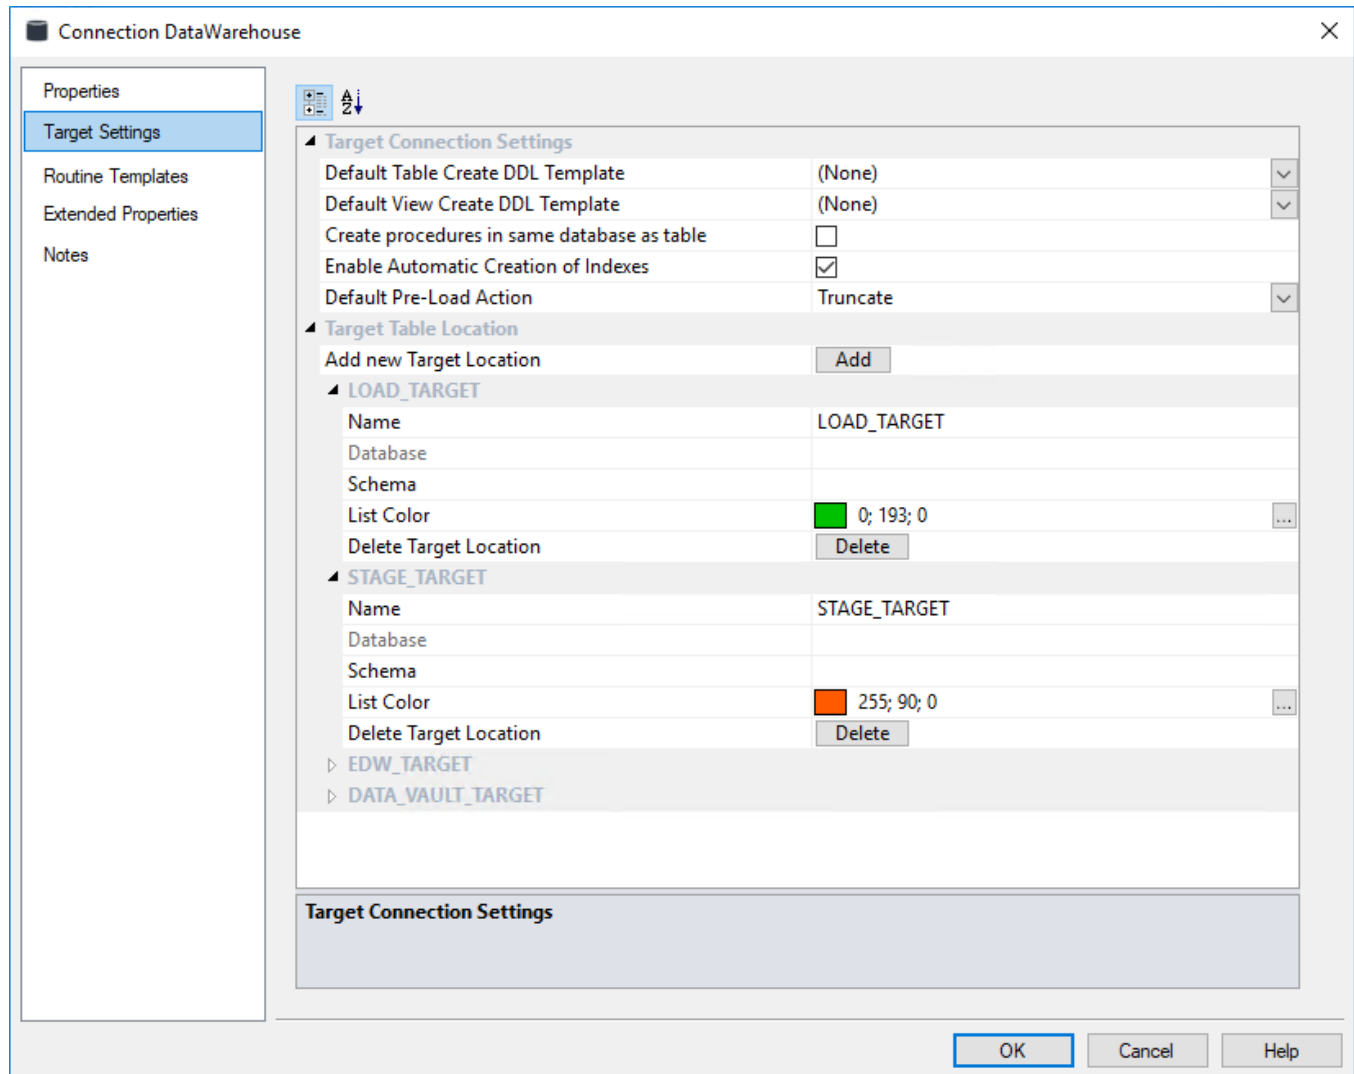 Connection DataWarehouse
Properties
Target Settings
Routine Templates
Extended Properties
Notes
Target Connection Settings
Default Table Create DDL Template (None)
Default View Create DDL Template (None)
Create procedures in same database as table
Enable Automatic Creation of Indexes
Default Pre-Load Action Truncate
Target Table Location
Add new Target Location Add
LOAD_TARGET
Name LOAD_TARGET
Database
Schema
List Color 0; 193; 0 ...
Delete Target Location Delete
STAGE_TARGET
Name STAGE_TARGET
Database
Schema
List Color 255; 90; 0 ...
Delete Target Location Delete
EDW_TARGET
DATA_VAULT_TARGET
Target Connection Settings
OK Cancel Help